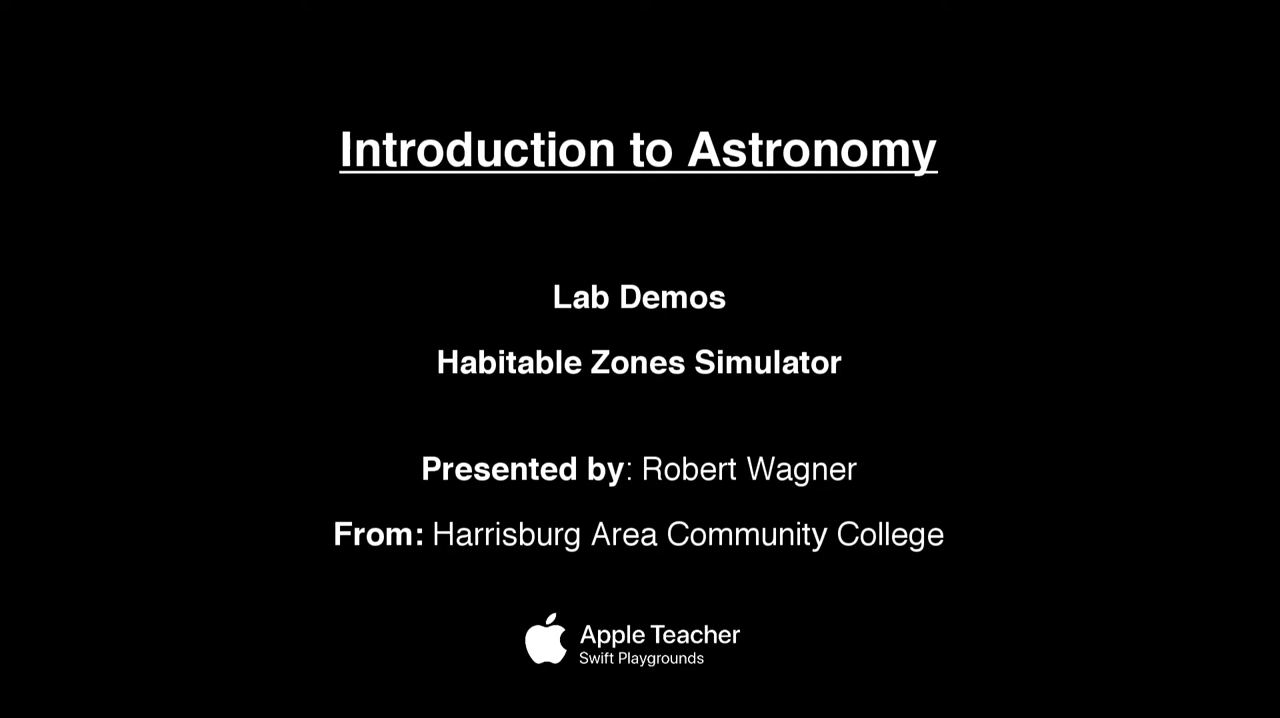 Introduction to Astronomy
Lab Demos
Habitable Zones Simulator
Presented by: Robert Wagner
From: Harrisburg Area Community College
Apple Teacher
Swift Playgrounds